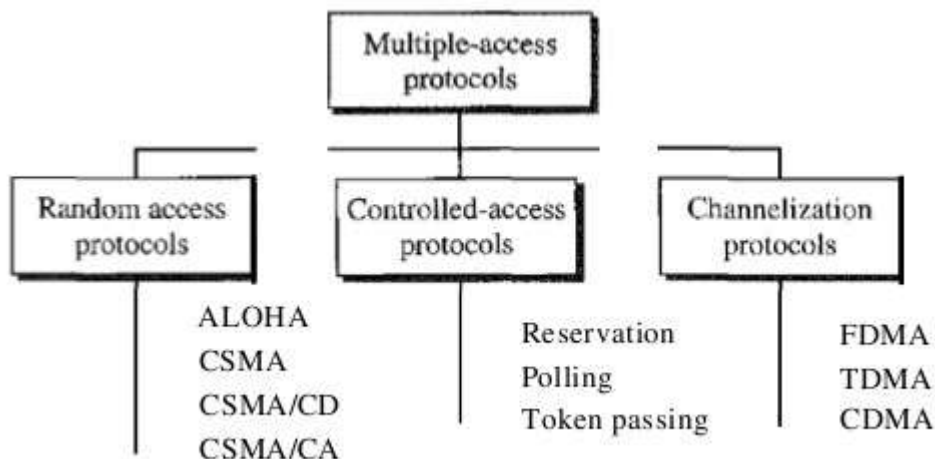 Multiple-access
protocols
Random access
protocols
Controlled-access
protocols
Channelization
protocols
ALOHA
CSMA
CSMA/CD
CSMA/CA
Reservation
Polling
Token passing
FDMA
TDMA
CDMA